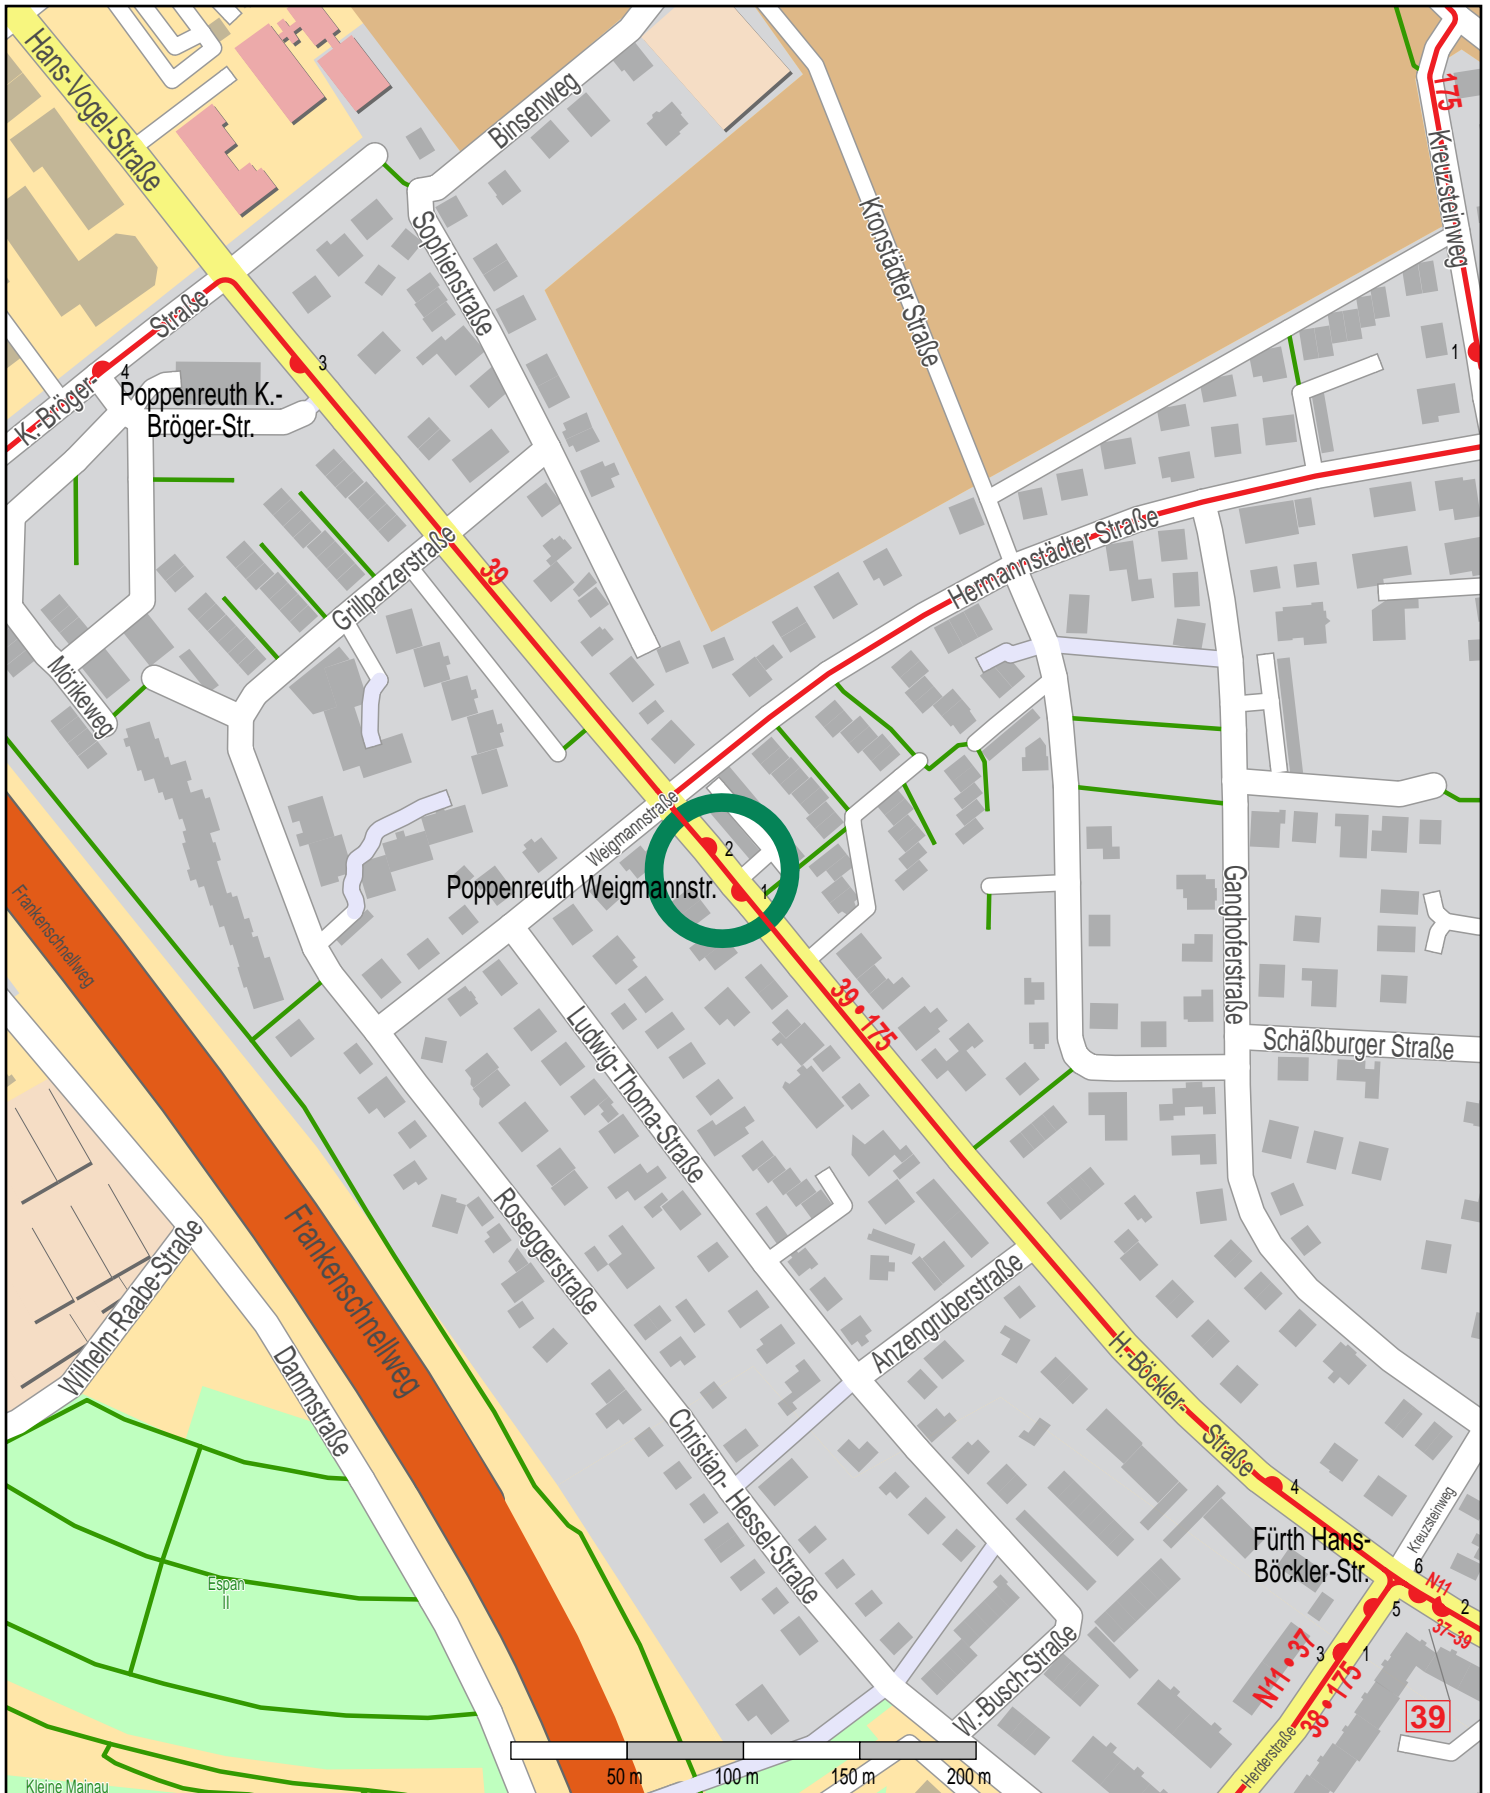 Hans-Vogel-Straße
Binsenweg
175
Kreuzsteinweg
Sophienstraße
Kronstädter Straße
K.-Bröger-
Straße
4
3
1
Poppenreuth K.-
Bröger-Str.
Grillparzerstraße
39
Hermannstädter Straße
Mörikeweg
Weigmannstraße
2
Poppenreuth Weigmannstr.
1
Frankenschnellweg
39 • 175
Ganghoferstraße
Schäßburger Straße
Ludwig-Thoma-Straße
Roseggerstraße
Wilhelm-Raabe-Straße
Frankenschnellweg
Dammstraße
Anzengruberstraße
H.-Böckler-
Straße
Christian-
Hessel-Straße
4
Kreuzsteinweg
Fürth Hans-
Böckler-Str.
6
N11
5
2
37–39
Espan
II
3
1
N11 • 37
38 • 175
W.-Busch-Straße
39
Herderstraße
Kleine Mainau
50 m
100 m
150 m
200 m